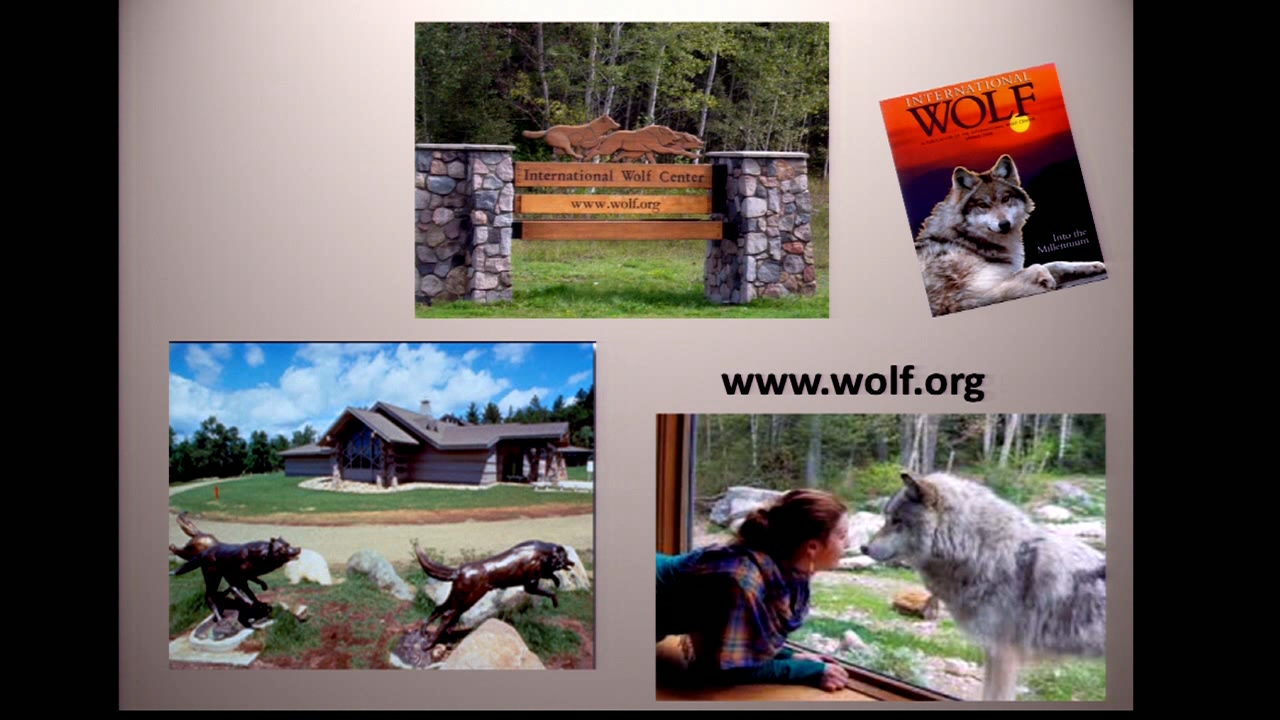 International Wolf Center
www.wolf.org
INTERNATIONAL
WOLF
Into the
Millennium
www.wolf.org